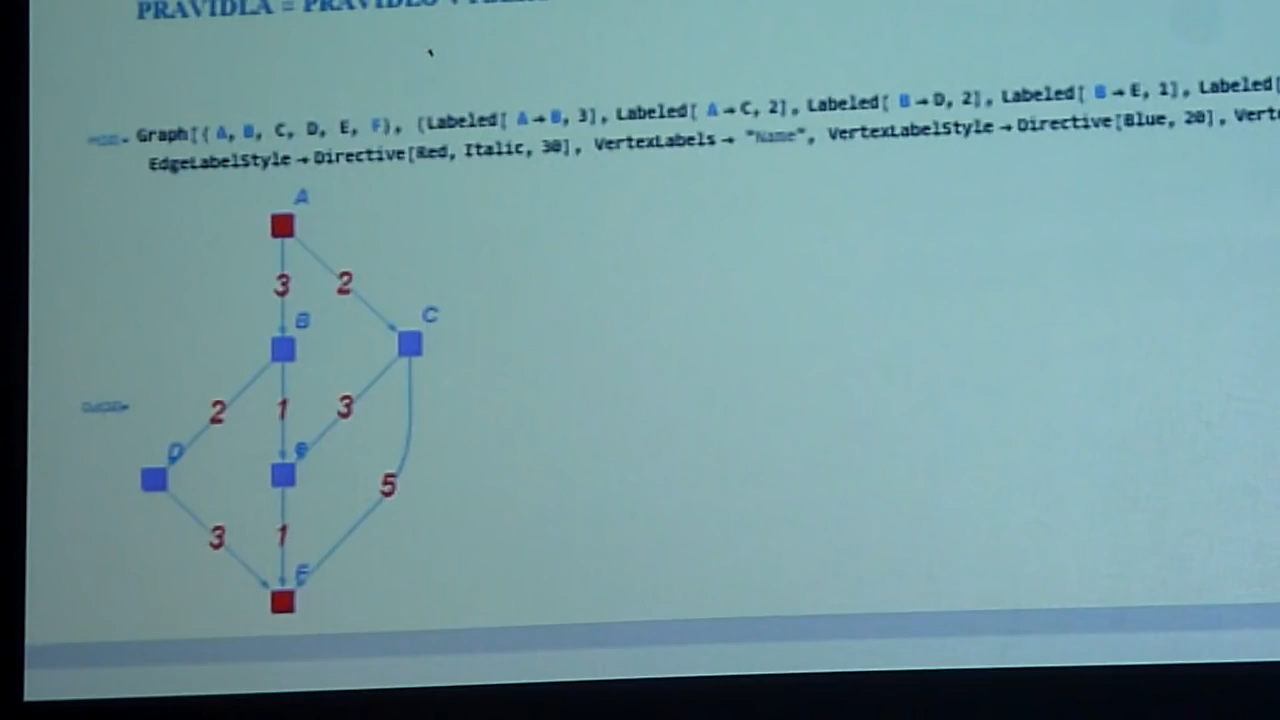 PRAVIDLA = PRAVIDLO
Graph[{ A, B, C, D, E, F}, {Labeled[ A→B, 3], Labeled[ A→C, 2], Labeled[ B→D, 2], Labeled[ B→E, 1], Labeled[
EdgeLabelStyle→Directive[Red, Italic, 30], VertexLabels→ "Name", VertexLabelStyle→Directive[Blue, 20],
A
3 2
B C
2 1 3
D
5
3 1
F